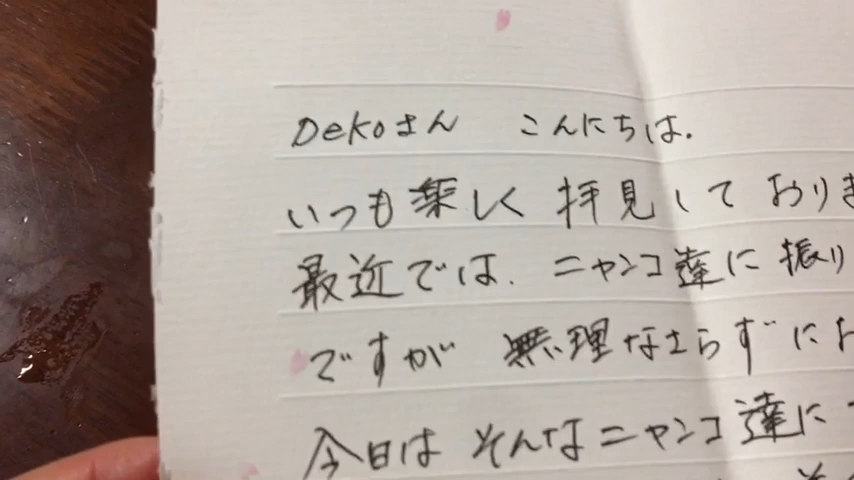 Dekoさん こんにちは.
いつも楽しく 拝見しており
最近では. ニャンコ達に 振り
ですが 無理なさらずに
今日は そんなニャンコ達に